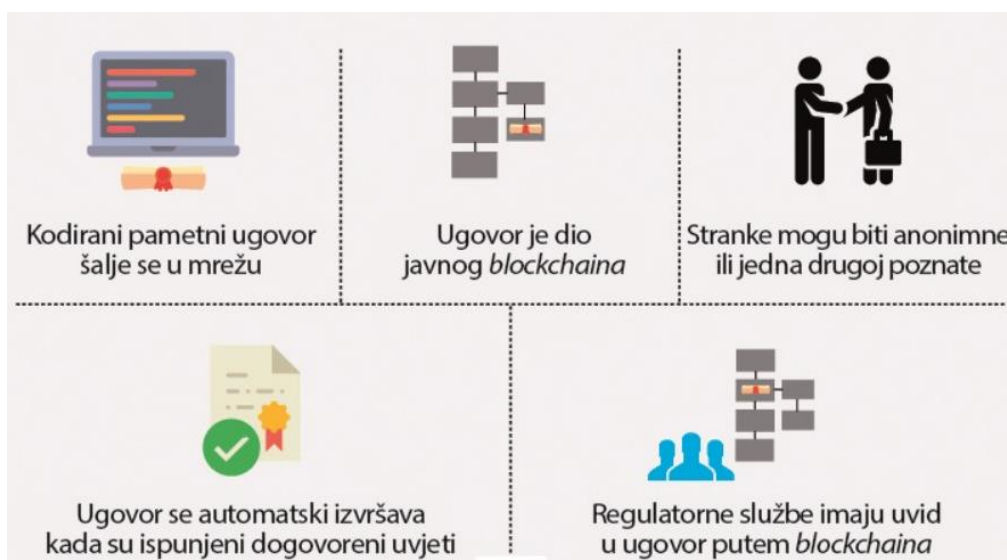 Kodirani pametni ugovor
šalje se u mrežu
Ugovor je dio
javnog blockchaina
Stranke mogu biti anonimne
ili jedna drugoj poznate
Ugovor se automatski izvršava
kada su ispunjeni dogovoreni uvjeti
Regulatorne službe imaju uvid
u ugovor putem blockchaina